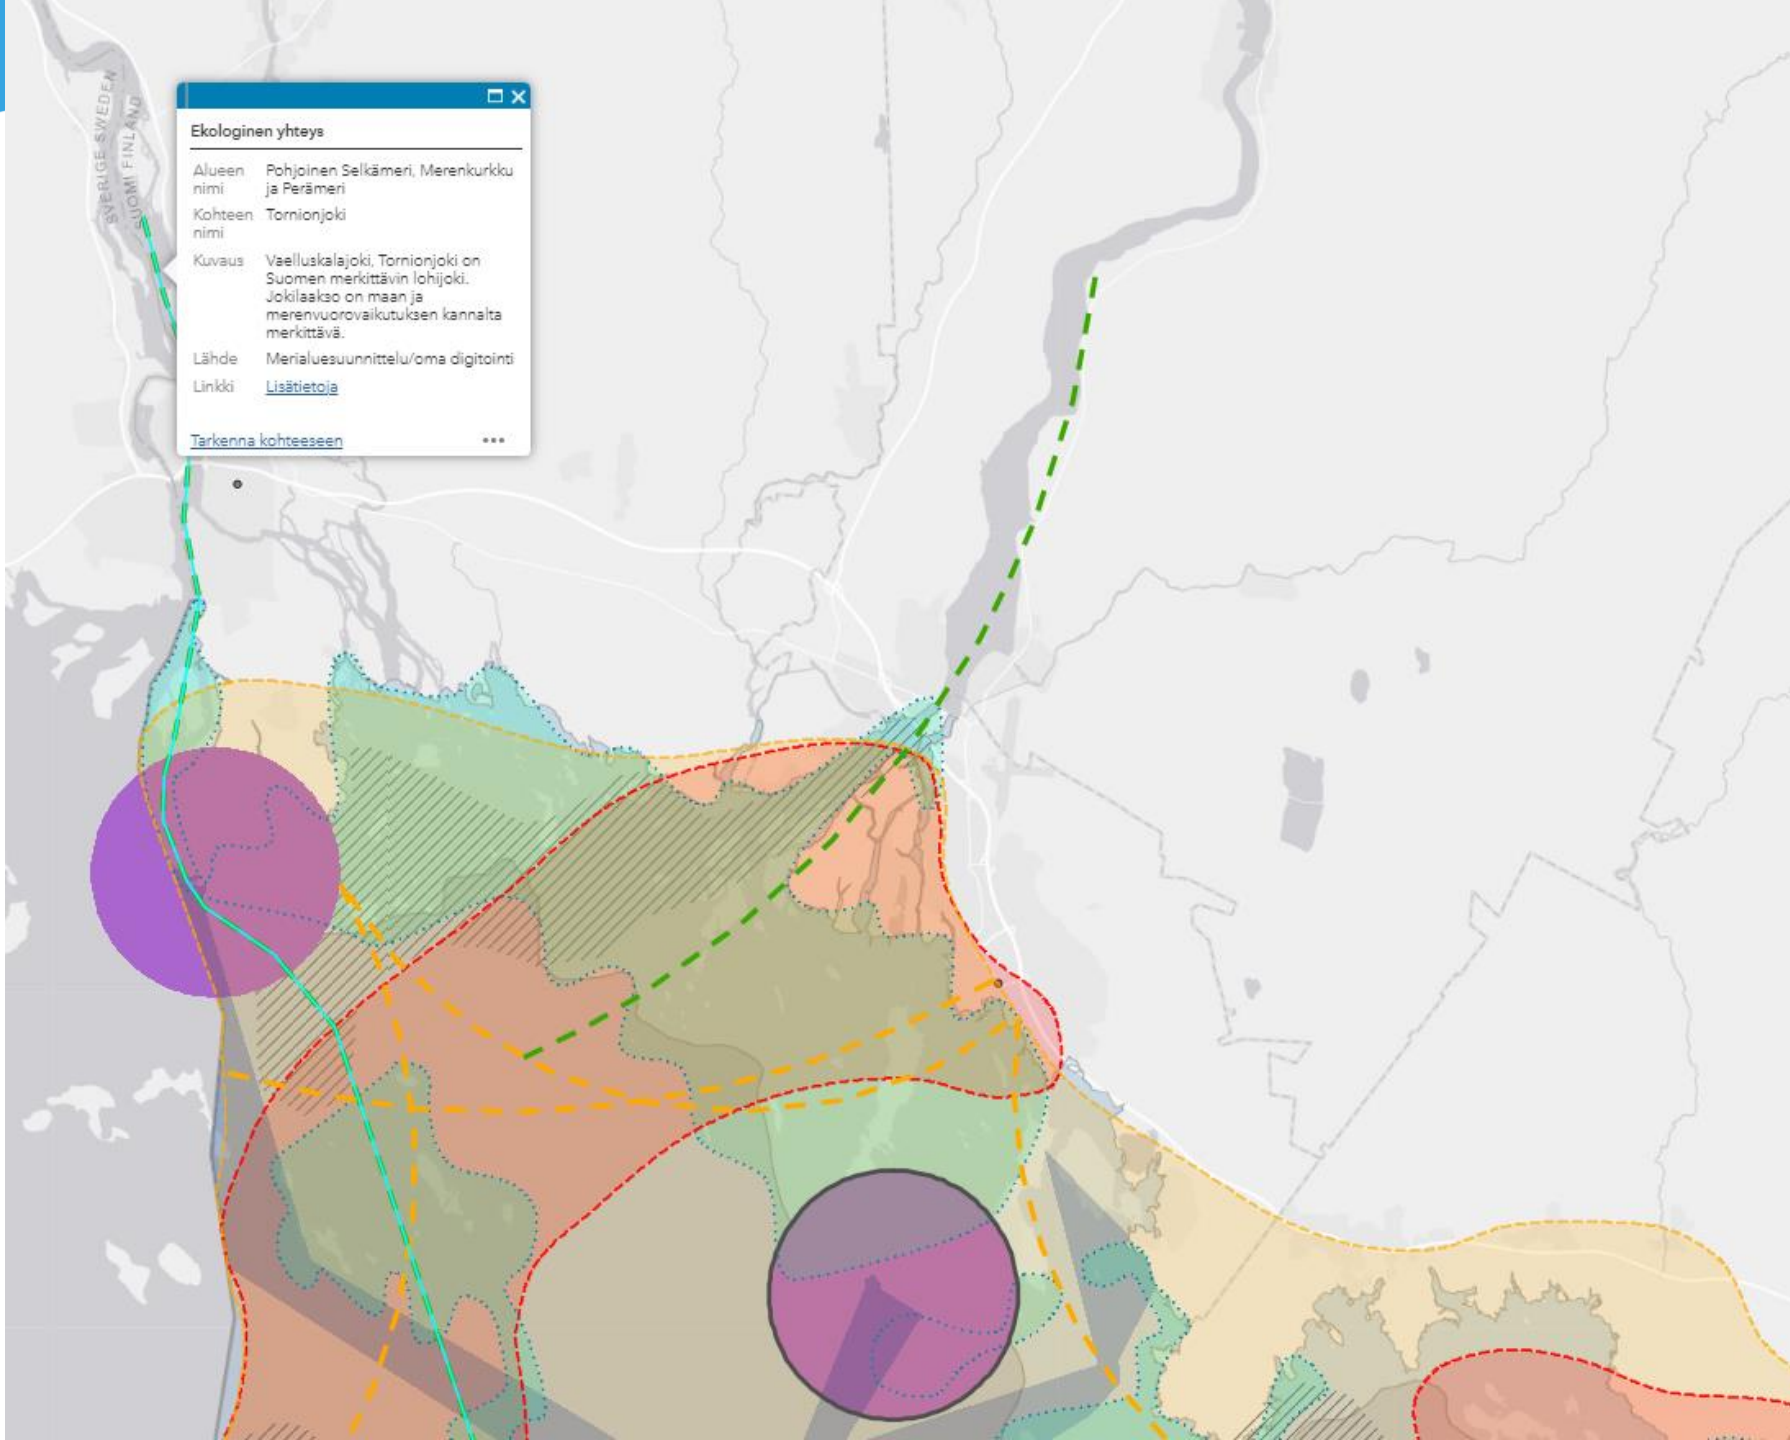 SVERIGE SWEDEN
SUOMI FINLAND
Ekologinen yhteys
Alueen nimi Pohjoinen Selkämeri, Merenkurkku
ja Perämeri
Kohteen nimi Tornionjoki
Kuvaus Vaelluskalajoki, Tornionjoki on
Suomen merkittävin lohijoki.
Jokilaakso on maan ja
merenvuorovaikutuksen kannalta
merkittävä.
Lähde Merialuesuunnittelu/oma digitointi
Linkki Lisätietoja
Tarkenna kohteeseen